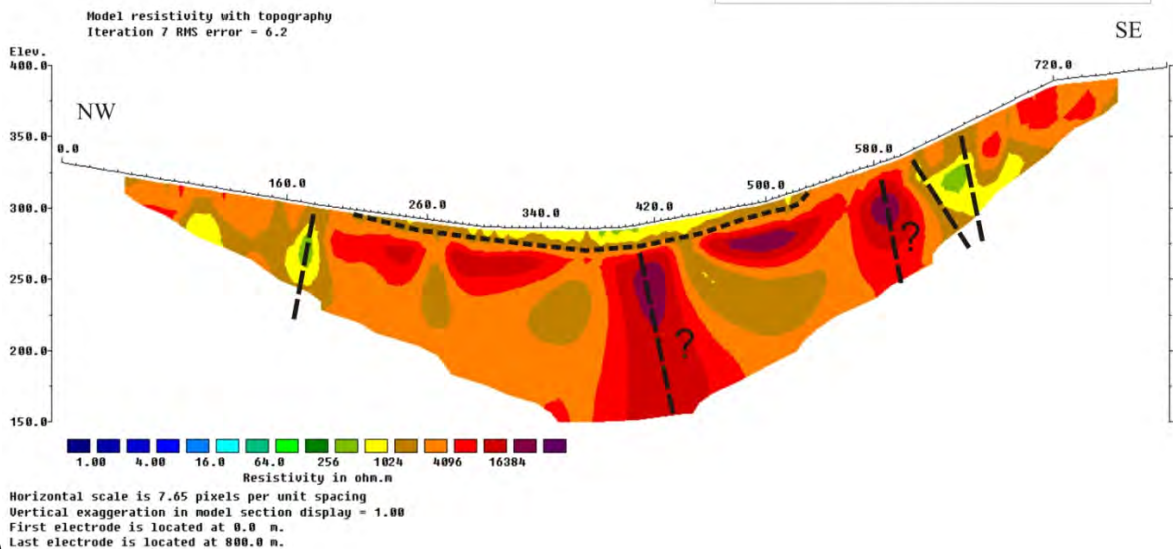 Model resistivity with topography
Iteration 7 RMS error = 6.2
SE
Elev.
400.0
720.0
NW
350.0
0.0
580.0
160.0
500.0
300.0
260.0
340.0
420.0
?
250.0
200.0
?
150.0
1.00 4.00 16.0 64.0 256 1024 4096 16384
Resistivity in ohm.m
Horizontal scale is 7.65 pixels per unit spacing
Vertical exaggeration in model section display = 1.00
First electrode is located at 0.0 m.
Last electrode is located at 800.0 m.